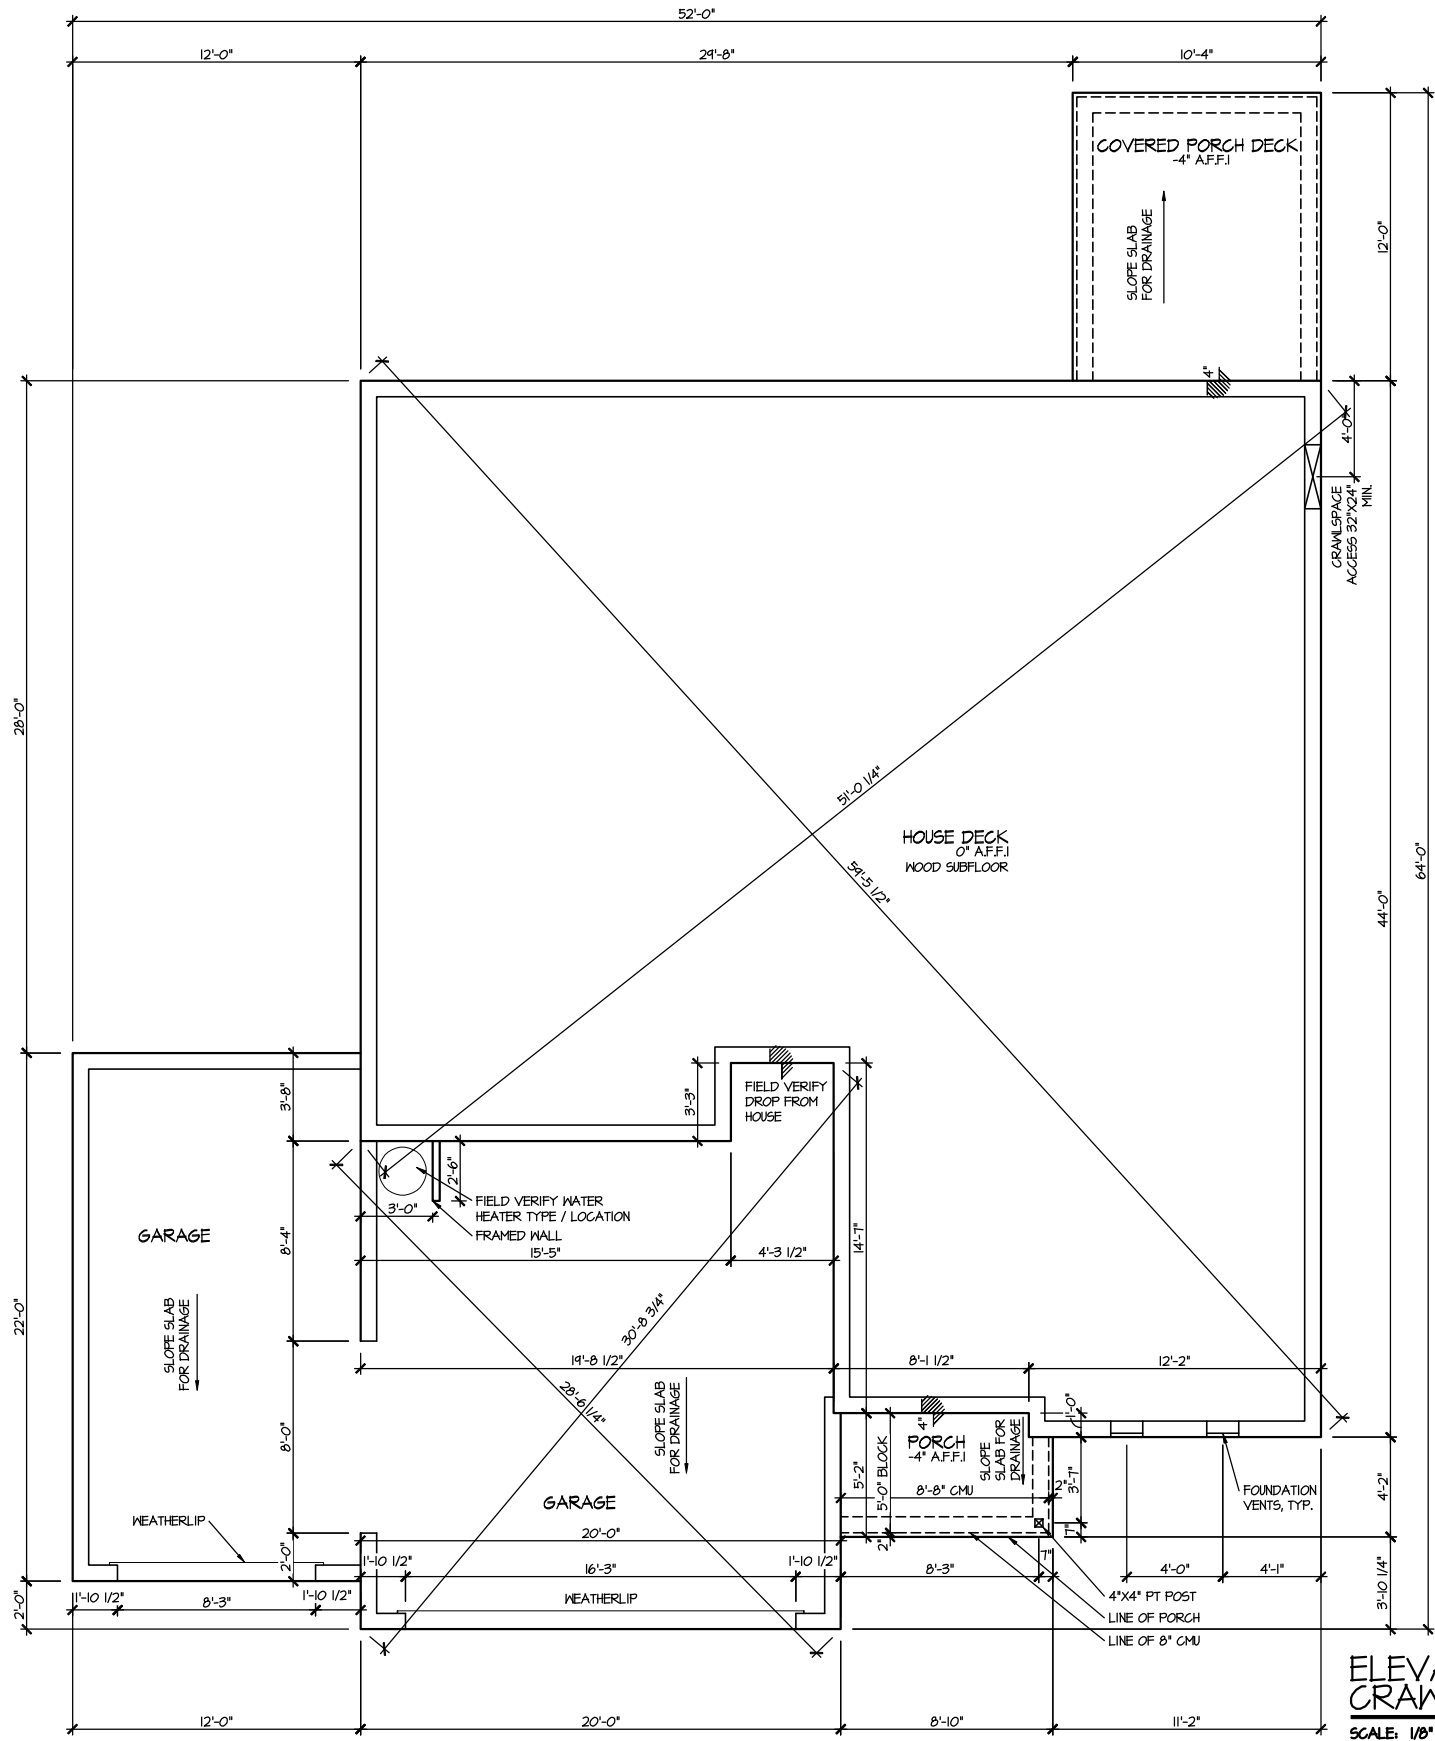 52'-0"
12'-0"
29'-8"
10'-4"
COVERED PORCH DECK
-4" A.F.F.I
SLOPE SLAB
FOR DRAINAGE
12'-0"
4"
4'-0"
CRAWLSPACE
ACCESS 32"X24"
MIN.
28'-0"
51'-0 1/4"
HOUSE DECK
0" A.F.F.I
WOOD SUBFLOOR
59'-5 1/2"
64'-0"
44'-0"
3'-8"
3'-3"
FIELD VERIFY
DROP FROM
HOUSE
2'-6"
FIELD VERIFY WATER
HEATER TYPE / LOCATION
FRAMED WALL
3'-0"
GARAGE
8'-4"
15'-5"
4'-3 1/2"
14'-7"
22'-0"
SLOPE SLAB
FOR DRAINAGE
30'-8 3/4"
19'-8 1/2"
8'-1 1/2"
12'-2"
28'-6 1/4"
SLOPE SLAB
FOR DRAINAGE
8'-0"
1'-0"
4"
PORCH
-4" A.F.F.I
SLOPE
SLAB FOR
DRAINAGE
5'-2"
5'-0" BLOCK
8'-8" CMU
2"
3'-7"
4'-2"
FOUNDATION
VENTS, TYP.
GARAGE
WEATHERLIP
20'-0"
2"
7"
2'-0"
1'-10 1/2"
16'-3"
1'-10 1/2"
8'-3"
7"
4'-0"
4'-1"
3'-10 1/4"
2'-0"
1'-10 1/2"
8'-3"
1'-10 1/2"
WEATHERLIP
4"X4" PT POST
LINE OF PORCH
LINE OF 8" CMU
12'-0"
20'-0"
8'-10"
11'-2"
SCALE: 1/8"